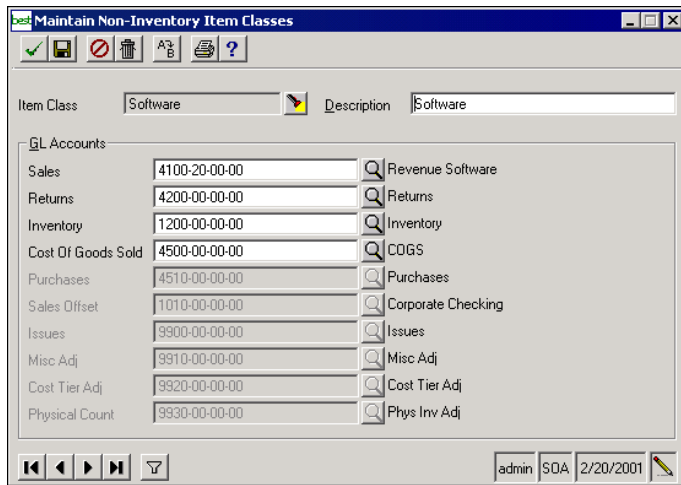 best Maintain Non-Inventory Item Classes
A B ?
Item Class Software Description Software
GL Accounts
Sales 4100-20-00-00 Revenue Software
Returns 4200-00-00-00 Returns
Inventory 1200-00-00-00 Inventory
Cost Of Goods Sold 4500-00-00-00 COGS
Purchases 4510-00-00-00 Purchases
Sales Offset 1010-00-00-00 Corporate Checking
Issues 9900-00-00-00 Issues
Misc Adj 9910-00-00-00 Misc Adj
Cost Tier Adj 9920-00-00-00 Cost Tier Adj
Physical Count 9930-00-00-00 Phys Inv Adj
admin SOA 2/20/2001